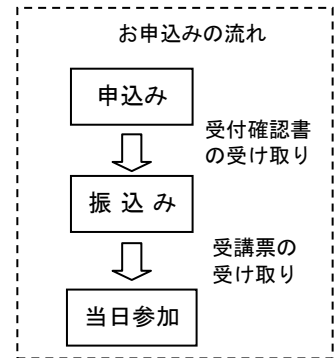 お申込みの流れ
申込み
受付確認書
の受け取り
振 込 み
受講票の
受け取り
当日参加